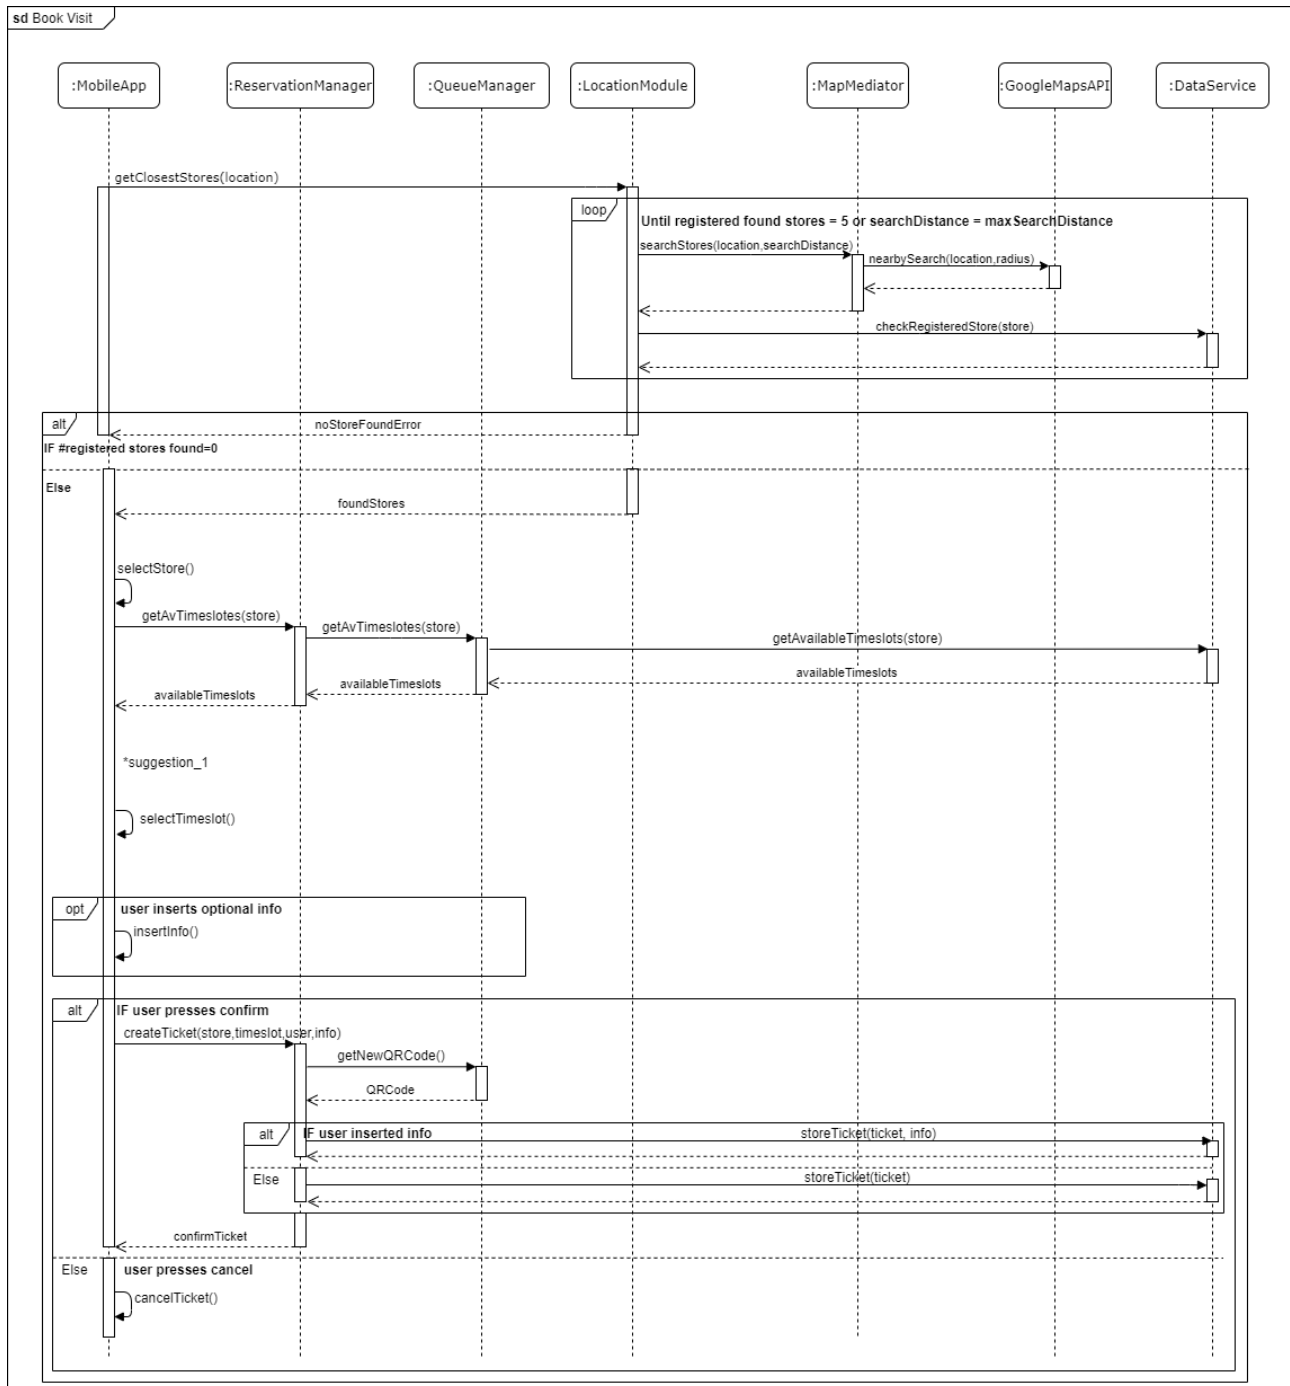 sd Book Visit
:MobileApp
:ReservationManager
:QueueManager
:LocationModule
:MapMediator
:GoogleMapsAPI
:DataService
getClosestStores(location)
loop
Until registered found stores = 5 or searchDistance = maxSearchDistance
searchStores(location,searchDistance)
nearbySearch(location,radius)
checkRegisteredStore(store)
alt
noStoreFoundError
IF #registered stores found=0
Else
foundStores
selectStore()
getAvTimeslotes(store)
getAvTimeslotes(store)
getAvailableTimeslots(store)
availableTimeslots
availableTimeslots
availableTimeslots
*suggestion_1
selectTimeslot()
opt
user inserts optional info
insertInfo()
alt
IF user presses confirm
createTicket(store,timeslot,user,info)
getNewQRCode()
QRCode
alt
IF user inserted info
storeTicket(ticket, info)
Else
storeTicket(ticket)
confirmTicket
Else
user presses cancel
cancelTicket()